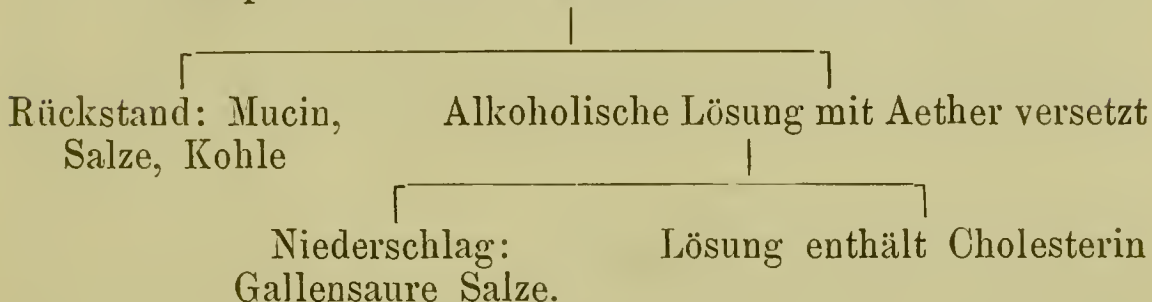 Rückstand: Mucin,
Salze, Kohle
Alkoholische Lösung mit Aether versetzt
Niederschlag:
Gallensaure Salze.
Lösung enthält Cholesterin